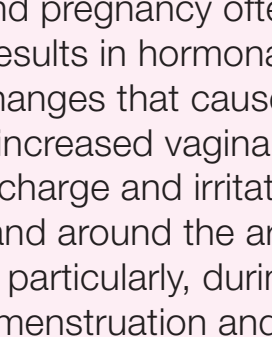 nd pregnancy ofte
esults in hormona
hanges that cause
increased vagina
charge and irritat
and around the ar
particularly, durin
menstruation and